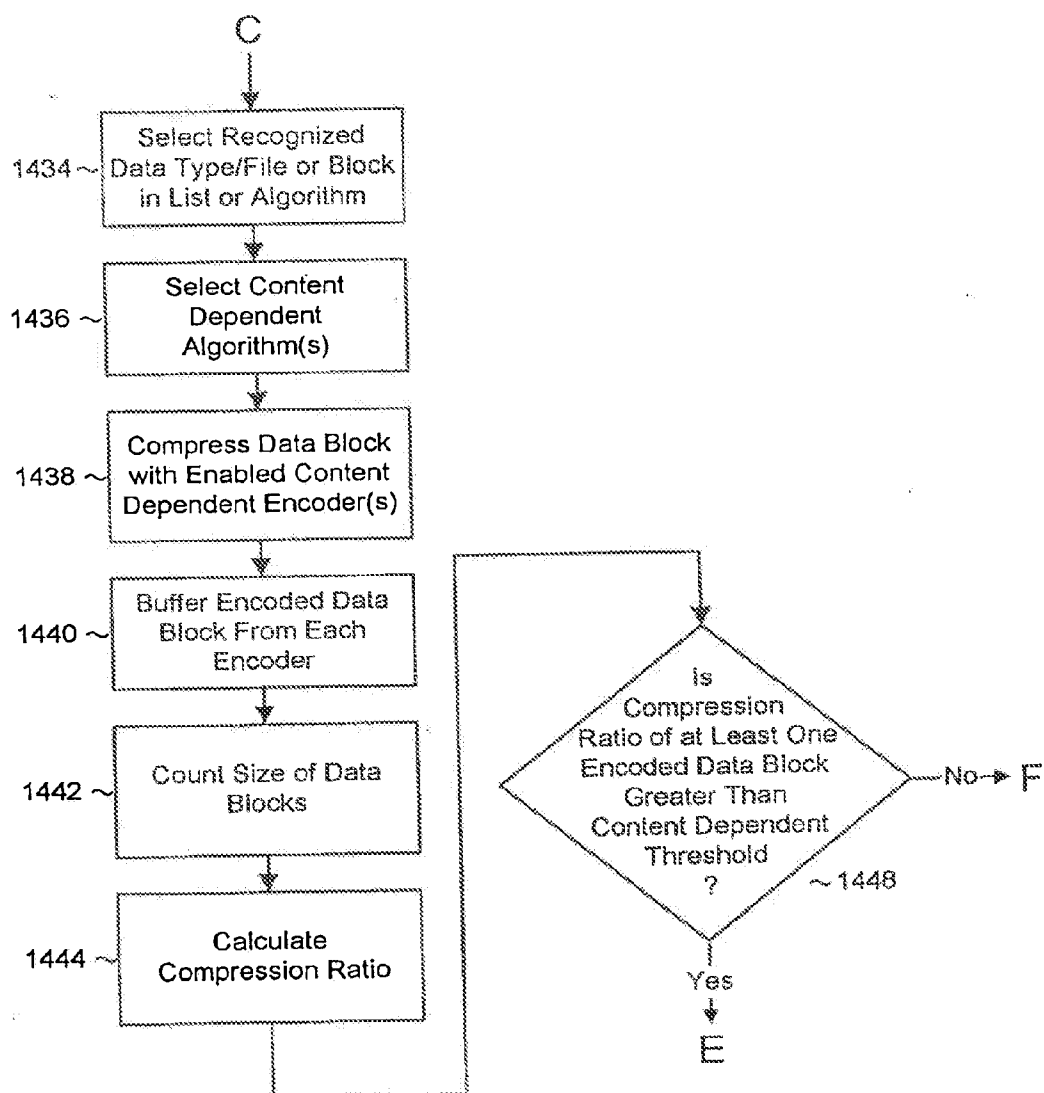 C
Select Recognized
Data Type/File or Block
in List or Algorithm
1434
Select Content
Dependent
Algorithm(s)
1436
Compress Data Block
with Enabled Content
Dependent Encoder(s)
1438
Buffer Encoded Data
Block From Each
Encoder
1440
Count Size of Data
Blocks
1442
Calculate
Compression Ratio
1444
Is
Compression
Ratio of at Least One
Encoded Data Block
Greater Than
Content Dependent
Threshold
?
1448
No
F
Yes
E